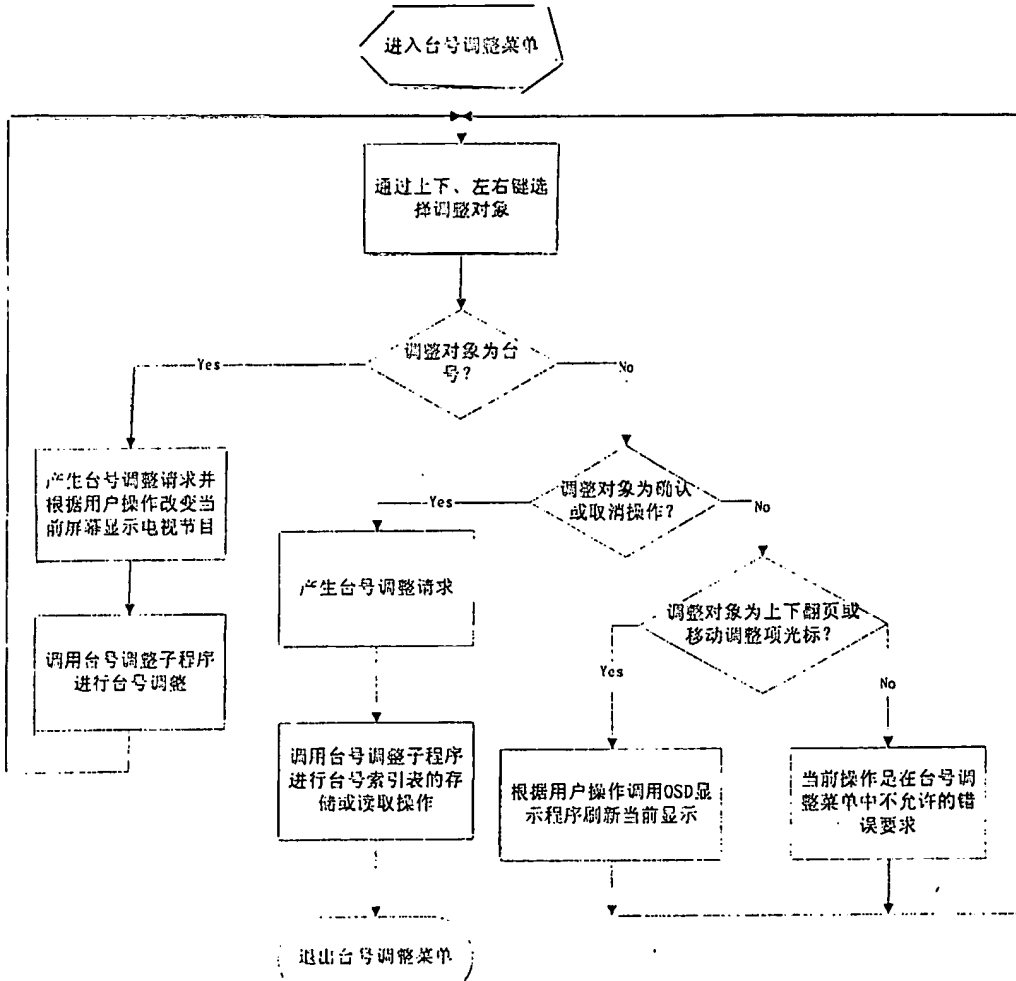 进入台号调整菜单
通过上下、左右键选
择调整对象
调整对象为台
号?
Yes
No
产生台号调整请求并
根据用户操作改变当
前屏幕显示电视节目
调整对象为确认
或取消操作?
Yes
No
产生台号调整请求
调整对象为上下翻页或
移动调整项光标?
调用台号调整子程序
进行台号调整
Yes
No
调用台号调整子程序
进行台号索引表的存
储或读取操作
根据用户操作调用OSD显
示程序刷新当前显示
当前操作是在台号调
整菜单中不允许的错
误要求
退出台号调整菜单